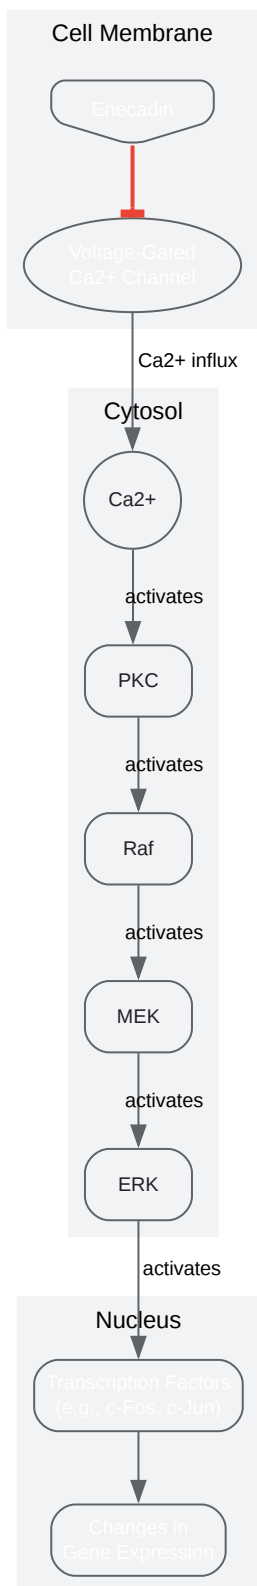 Cell Membrane
Enecadin
Voltage-Gated
Ca2+ Channel
Ca2+ influx
Cytosol
Ca2+
activates
PKC
activates
Raf
activates
MEK
activates
ERK
activates
Nucleus
Transcription Factors
(e.g., c-Fos, c-Jun)
Changes in
Gene Expression